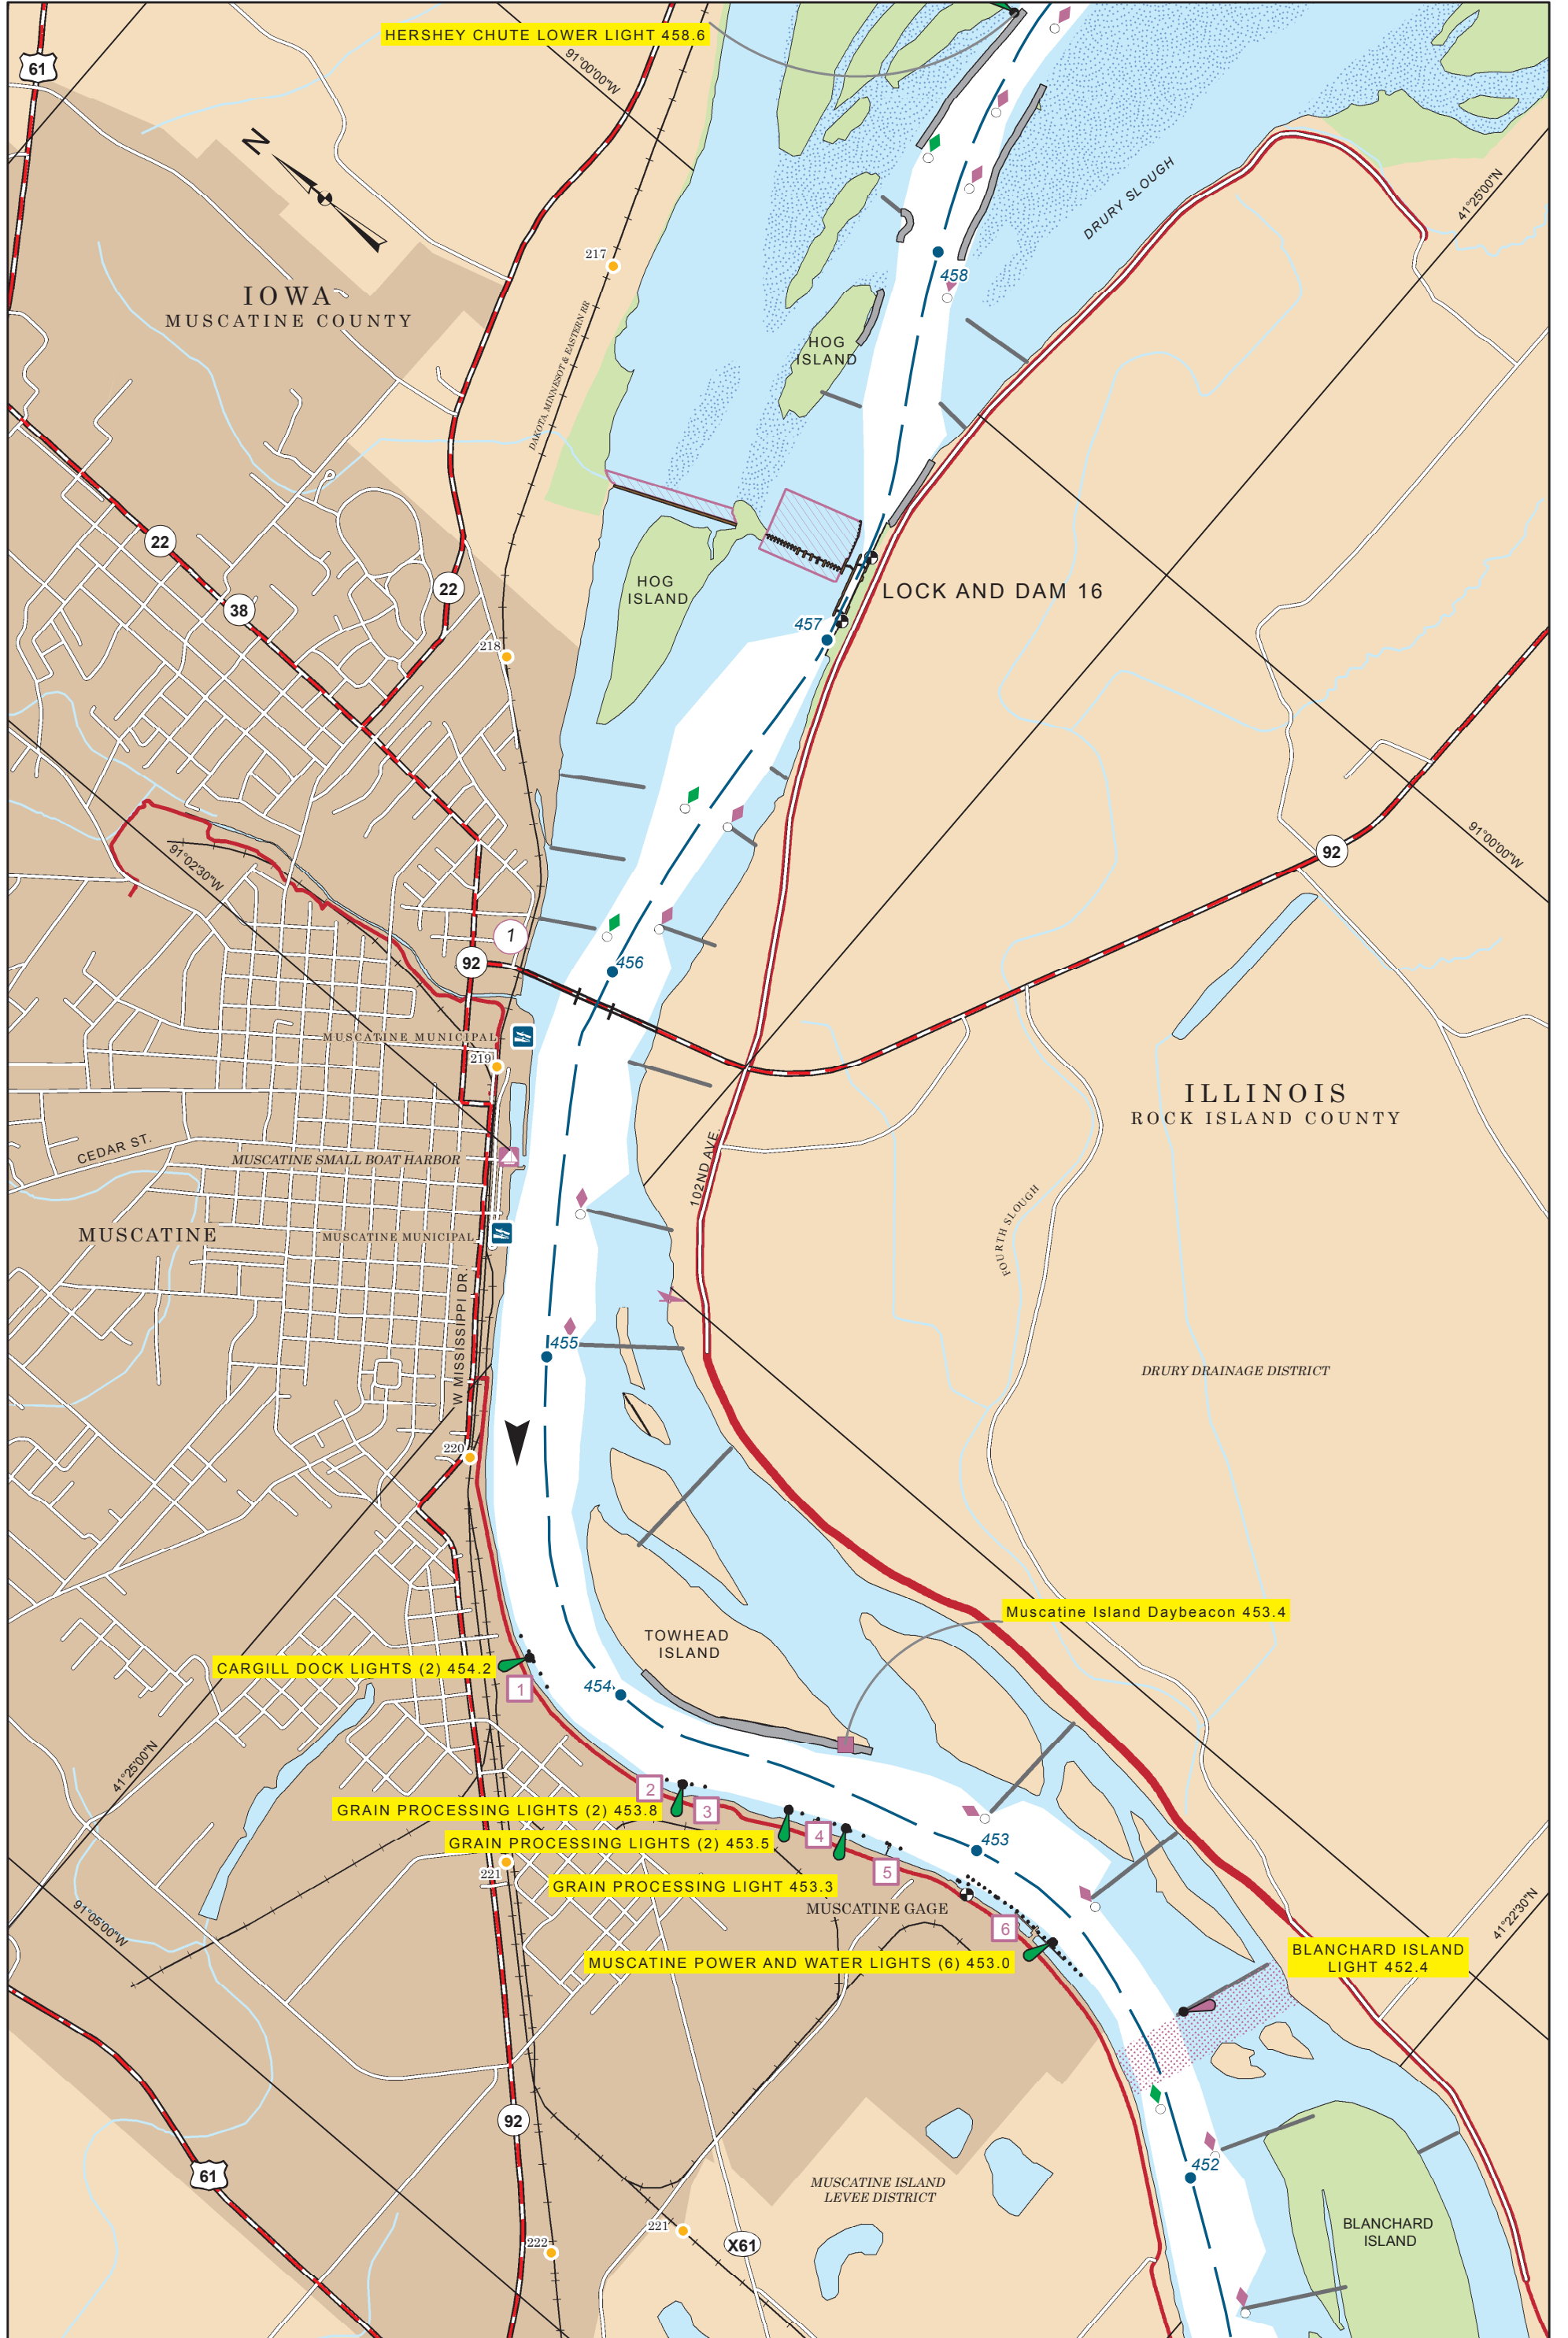 HERSHEY CHUTE LOWER LIGHT 458.6
61
91°00'00"W
N
DRURY SLOUGH
41°25'00"N
217
458
IOWA
MUSCATINE COUNTY
HOG
ISLAND
DAKOTA, MINNESOT & EASTERN RR
22
22
38
HOG
ISLAND
LOCK AND DAM 16
457
218
91°02'30"W
92
91°00'00"W
1
92
456
MUSCATINE MUNICIPAL
219
ILLINOIS
ROCK ISLAND COUNTY
CEDAR ST.
MUSCATINE SMALL BOAT HARBOR
102ND AVE.
FOURTH SLOUGH
MUSCATINE
MUSCATINE MUNICIPAL
W MISSISSIPPI DR.
455
DRURY DRAINAGE DISTRICT
220
Muscatine Island Daybeacon 453.4
TOWHEAD
ISLAND
CARGILL DOCK LIGHTS (2) 454.2
1
454
41°25'00"N
2
3
GRAIN PROCESSING LIGHTS (2) 453.8
4
453
GRAIN PROCESSING LIGHTS (2) 453.5
5
221
GRAIN PROCESSING LIGHT 453.3
MUSCATINE GAGE
91°05'00"W
6
41°22'30"N
MUSCATINE POWER AND WATER LIGHTS (6) 453.0
BLANCHARD ISLAND
LIGHT 452.4
92
61
452
MUSCATINE ISLAND
LEVEE DISTRICT
221
222
X61
BLANCHARD
ISLAND